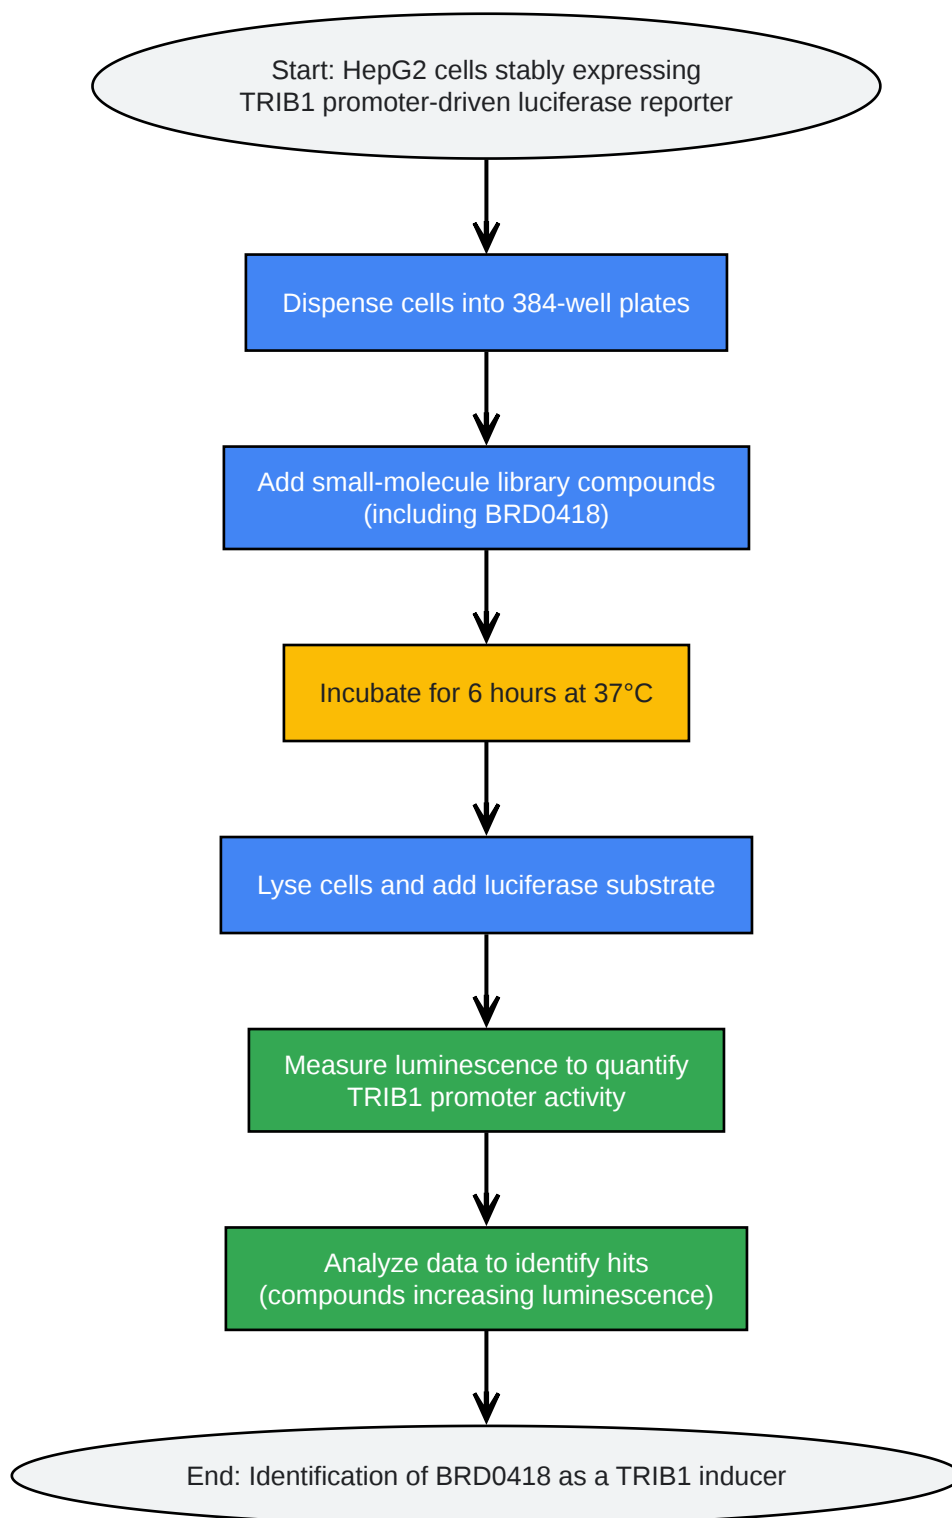 Start: HepG2 cells stably expressing
TRIB1 promoter-driven luciferase reporter
Dispense cells into 384-well plates
Add small-molecule library compounds
(including BRD0418)
Incubate for 6 hours at 37°C
Lyse cells and add luciferase substrate
Measure luminescence to quantify
TRIB1 promoter activity
Analyze data to identify hits
(compounds increasing luminescence)
End: Identification of BRD0418 as a TRIB1 inducer